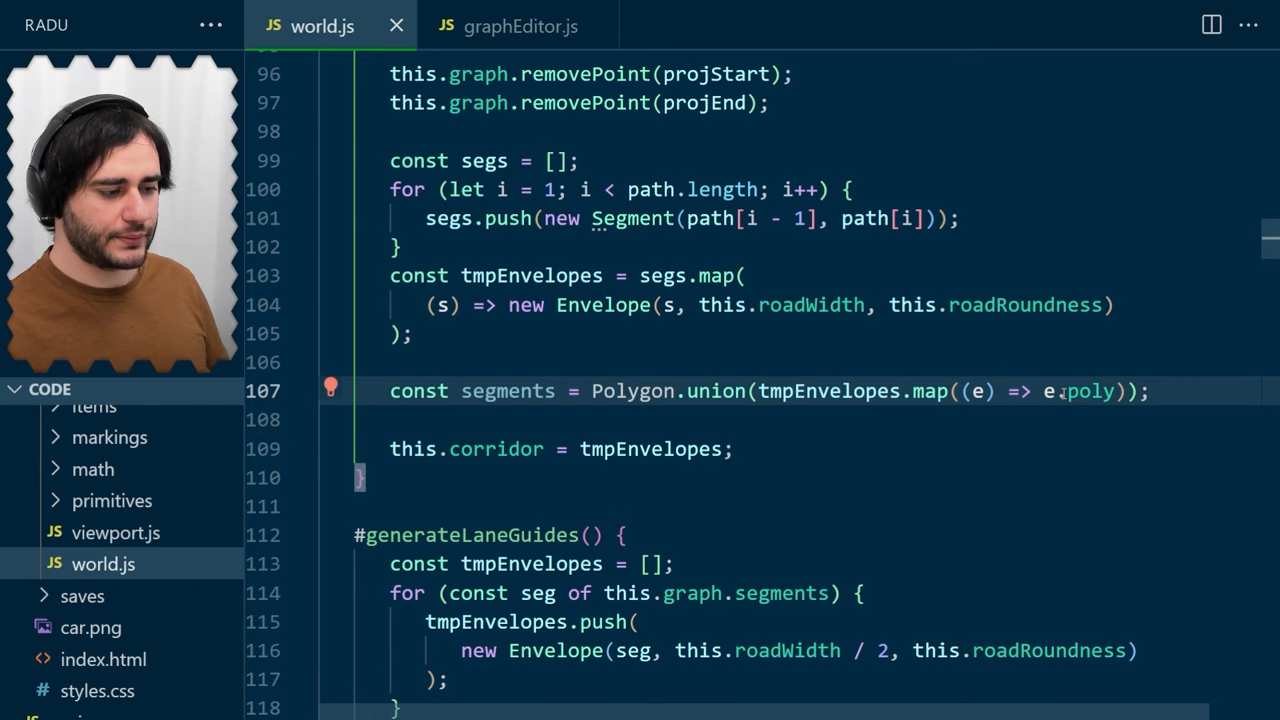 RADU
···
JS world.js
JS graphEditor.js
···
96 this.graph.removePoint(projStart);
97 this.graph.removePoint(projEnd);
98
99 const segs = [];
100 for (let i = 1; i < path.length; i++) {
101 segs.push(new Segment(path[i - 1], path[i]));
102 }
103 const tmpEnvelopes = segs.map(
104 (s) => new Envelope(s, this.roadWidth, this.roadRoundness)
105 );
106
107 const segments = Polygon.union(tmpEnvelopes.map((e) => e.poly));
108
109 this.corridor = tmpEnvelopes;
110 }
111
112 #generateLaneGuides() {
113 const tmpEnvelopes = [];
114 for (const seg of this.graph.segments) {
115 tmpEnvelopes.push(
116 new Envelope(seg, this.roadWidth / 2, this.roadRoundness)
117 );
118 }
CODE
items
markings
math
primitives
JS viewport.js
JS world.js
saves
car.png
<> index.html
# styles.css